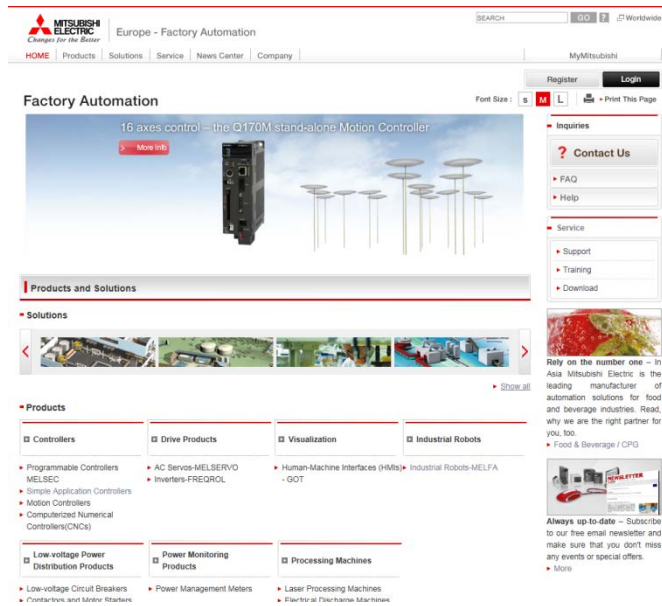 MITSUBISHI
ELECTRIC
Changes for the Better
Europe - Factory Automation
SEARCH
GO ? Worldwide
HOME Products Solutions Service News Center Company
MyMitsubishi
Register Login
Factory Automation
Font Size : S M L Print This Page
16 axes control – the Q170M stand-alone Motion Controller
More Info
Inquiries
? Contact Us
FAQ
Help
Service
Support
Training
Download
Products and Solutions
Solutions
Show all
Rely on the number one – In
Asia Mitsubishi Electric is the
leading manufacturer of
automation solutions for food
and beverage industries. Read,
why we are the right partner for
you, too.
Food & Beverage / CPG
Products
Controllers
Programmable Controllers
MELSEC
Simple Application Controllers
Motion Controllers
Computerized Numerical
Controllers(CNCs)
Drive Products
AC Servos-MELSERVO
Inverters-FREQROL
Visualization
Human-Machine Interfaces (HMIs)
- GOT
Industrial Robots
Industrial Robots-MELFA
NEWSLETTER
Always up-to-date – Subscribe
to our free email newsletter and
make sure that you don't miss
any events or special offers.
More
Low-voltage Power
Distribution Products
Low-voltage Circuit Breakers
Contactors and Motor Starters
Power Monitoring
Products
Power Management Meters
Processing Machines
Laser Processing Machines
Electrical Discharge Machines